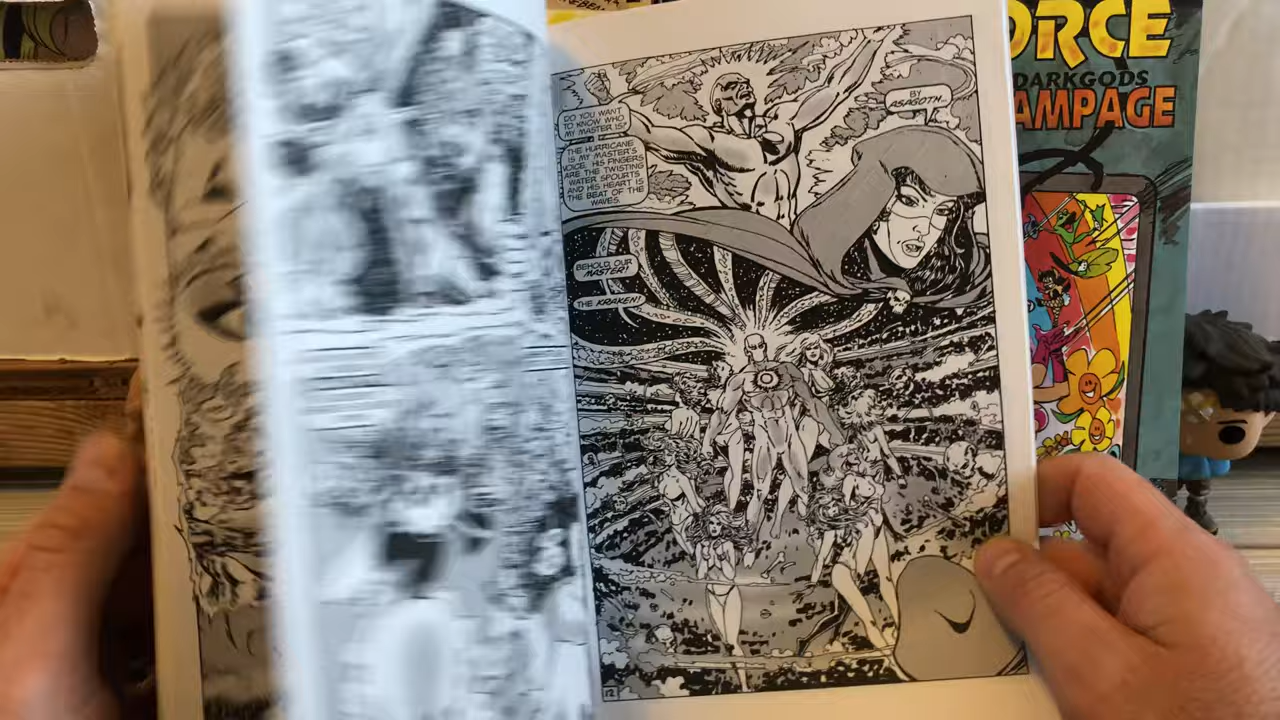 DO YOU WANT
TO KNOW WHO
MY MASTER IS?
THE HURRICANE
IS MY MASTER'S
VOICE. HIS FINGERS
ARE THE TWISTING
WATER SPOUTS
AND HIS HEART IS
THE BEAT OF THE
WAVES.
BY
ASAGOTH...
BEHOLD, OUR
MASTER!
THE KRAKEN!
12
ORCE
DARKGODS
AMPAGE